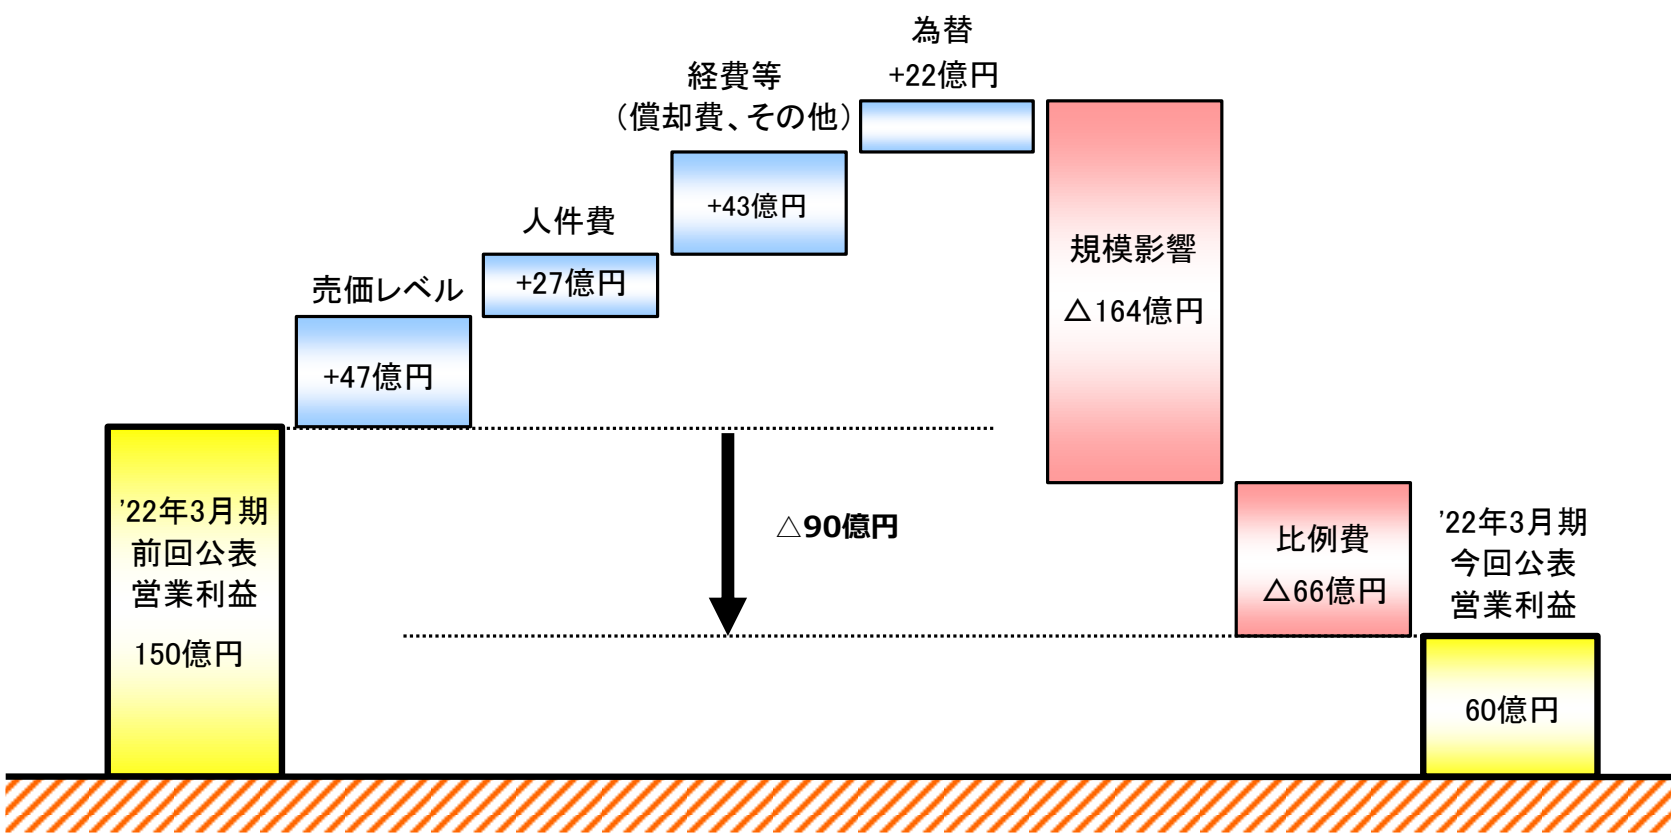 為替
+22億円
経費等
（償却費、その他）
+43億円
人件費
+27億円
売価レベル
+47億円
規模影響
△164億円
'22年3月期
前回公表
営業利益
150億円
△90億円
比例費
△66億円
'22年3月期
今回公表
営業利益
60億円